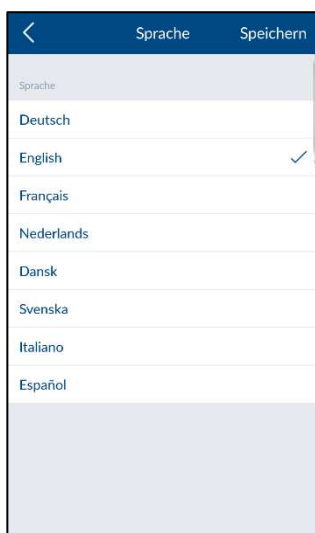 Sprache Speichern
Sprache
Deutsch
English
Français
Nederlands
Dansk
Svenska
Italiano
Español